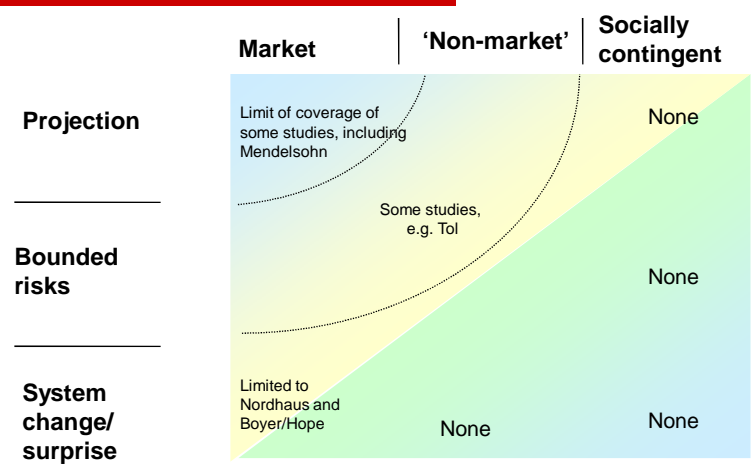 Market
‘Non-market’
Socially
contingent
Projection
Limit of coverage of
some studies, including
Mendelsohn
None
Some studies,
e.g. Tol
Bounded
risks
None
System
change/
surprise
Limited to
Nordhaus and
Boyer/Hope
None
None